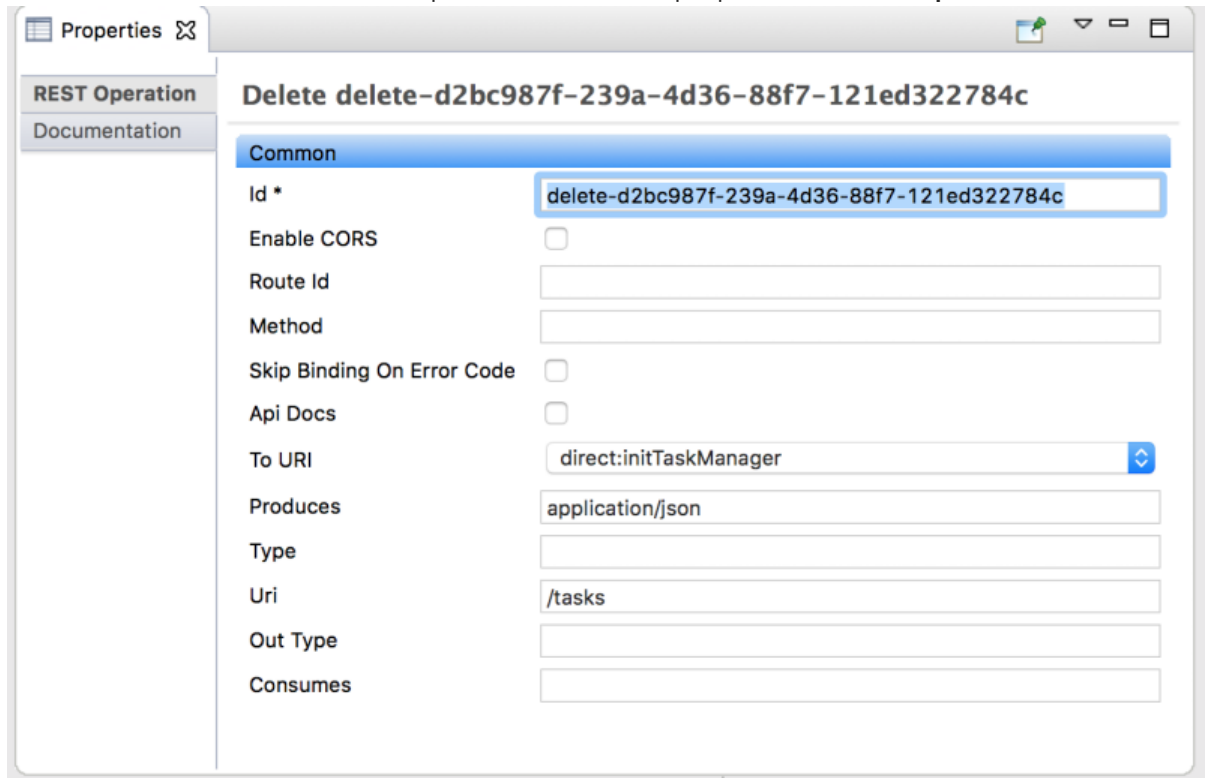 Properties
REST Operation
Documentation
Delete delete-d2bc987f-239a-4d36-88f7-121ed322784c
Common
Id * delete-d2bc987f-239a-4d36-88f7-121ed322784c
Enable CORS
Route Id
Method
Skip Binding On Error Code
Api Docs
To URI direct:initTaskManager
Produces application/json
Type
Uri /tasks
Out Type
Consumes